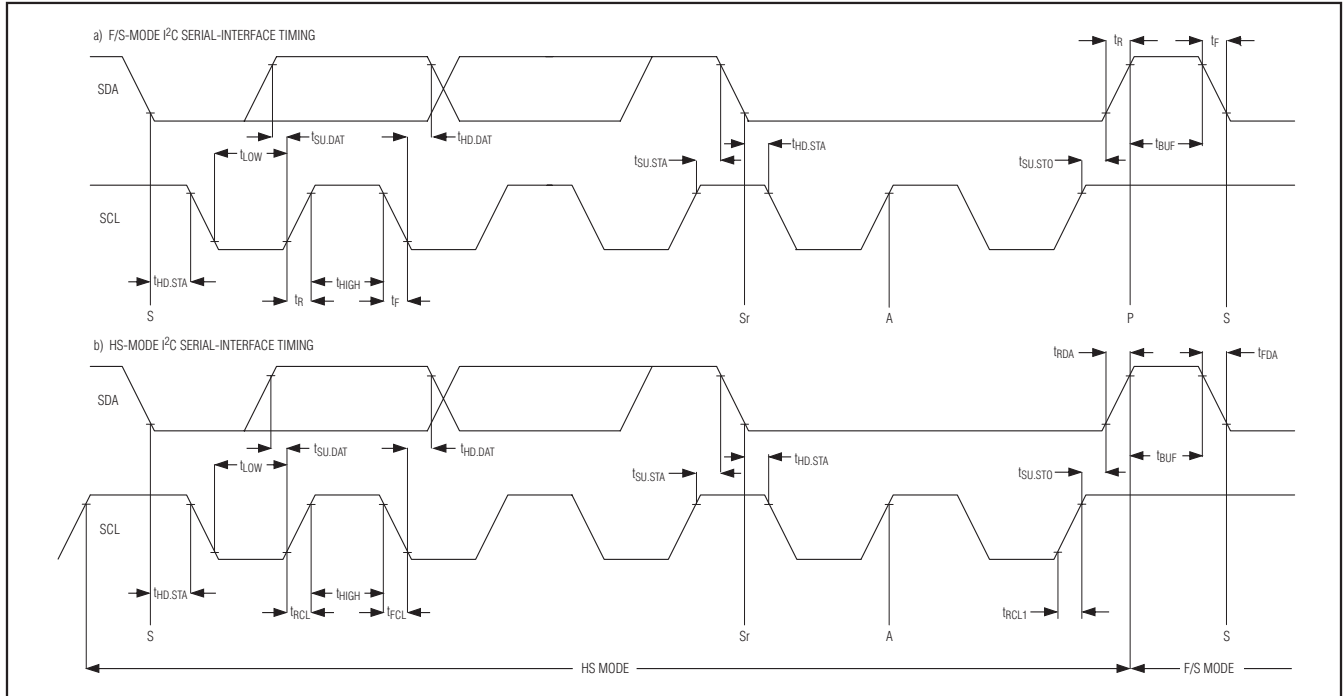 a) F/S-MODE I²C SERIAL-INTERFACE TIMING
tR
tF
SDA
tSU.DAT
tHD.DAT
tLOW
tSU.STA
tHD.STA
tSU.STO
tBUF
SCL
tHD.STA
tR
tHIGH
tF
S
Sr
A
P
S
b) HS-MODE I²C SERIAL-INTERFACE TIMING
tRDA
tFDA
SDA
tSU.DAT
tHD.DAT
tLOW
tSU.STA
tHD.STA
tSU.STO
tBUF
SCL
tHD.STA
tRCL
tHIGH
tFCL
tRCL1
S
Sr
A
S
HS MODE
F/S MODE